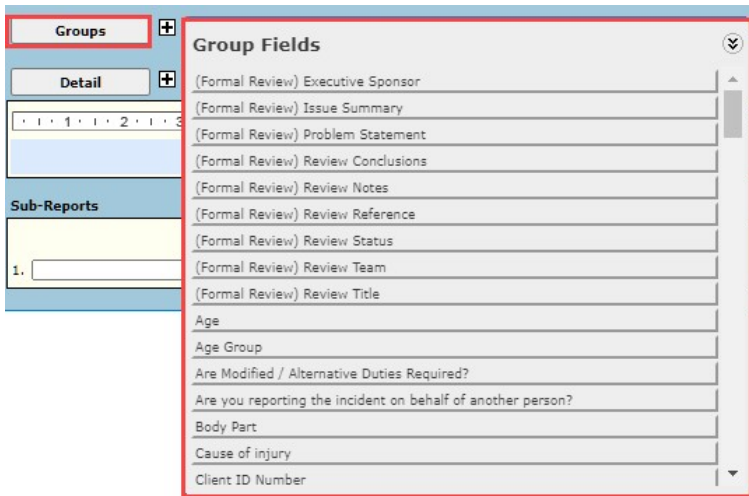 Groups
Group Fields
Detail
(Formal Review) Executive Sponsor
(Formal Review) Issue Summary
1 2 3
(Formal Review) Problem Statement
(Formal Review) Review Conclusions
(Formal Review) Review Notes
Sub-Reports
(Formal Review) Review Reference
(Formal Review) Review Status
1.
(Formal Review) Review Team
(Formal Review) Review Title
Age
Age Group
Are Modified / Alternative Duties Required?
Are you reporting the incident on behalf of another person?
Body Part
Cause of injury
Client ID Number